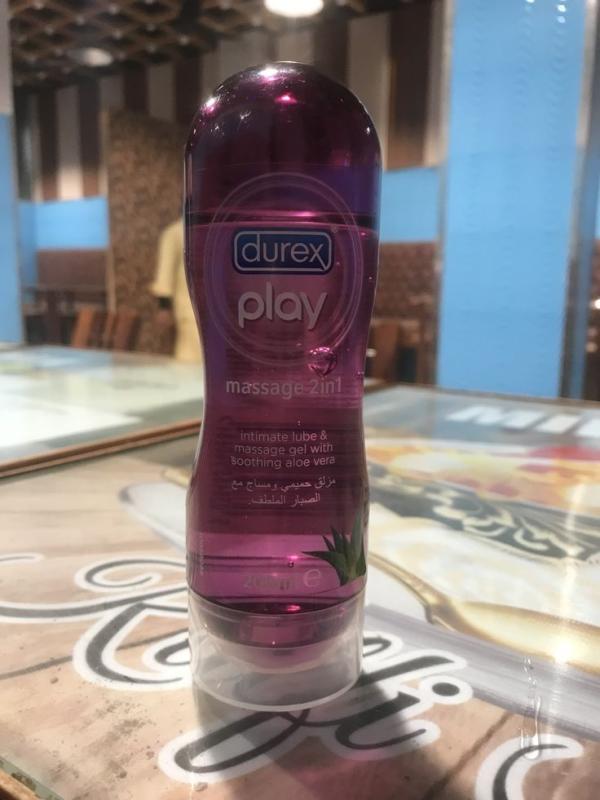 durex
play
massage 2in1
intimate lube &
massage gel with
soothing aloe vera
مزلق حميمي ومساج مع
الصبار الملطف.
200ml e